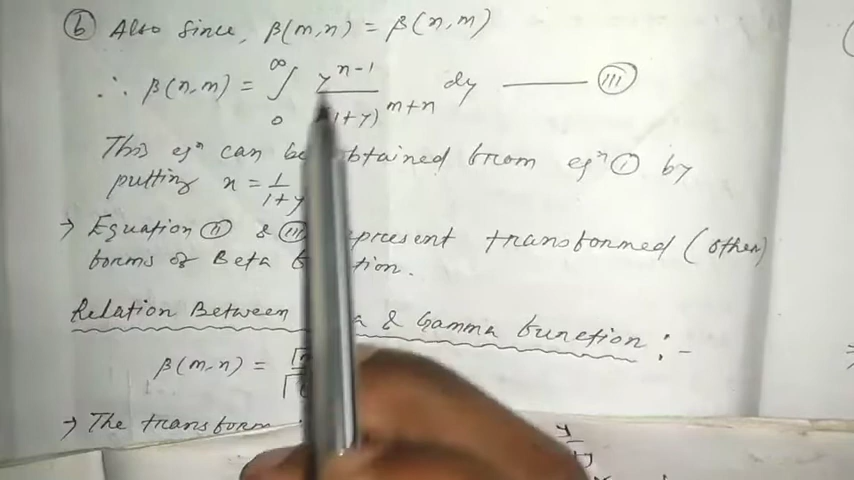 ⓑ Also Since, β(m,n) = β(n,m)
∴ β(n,m) = ∞ ∫ 0 y^(n-1) / (1+y)^(m+n) dy —— ⓘⓘⓘ
This eqⁿ can be obtained from eqⁿ ① by
putting x = 1 / 1+y
→ Equation ⓘⓘ & ⓘⓘⓘ represent transformed (other)
forms of Beta function.
Relation Between & Gamma function :-
β(m,n) =
→ The transform